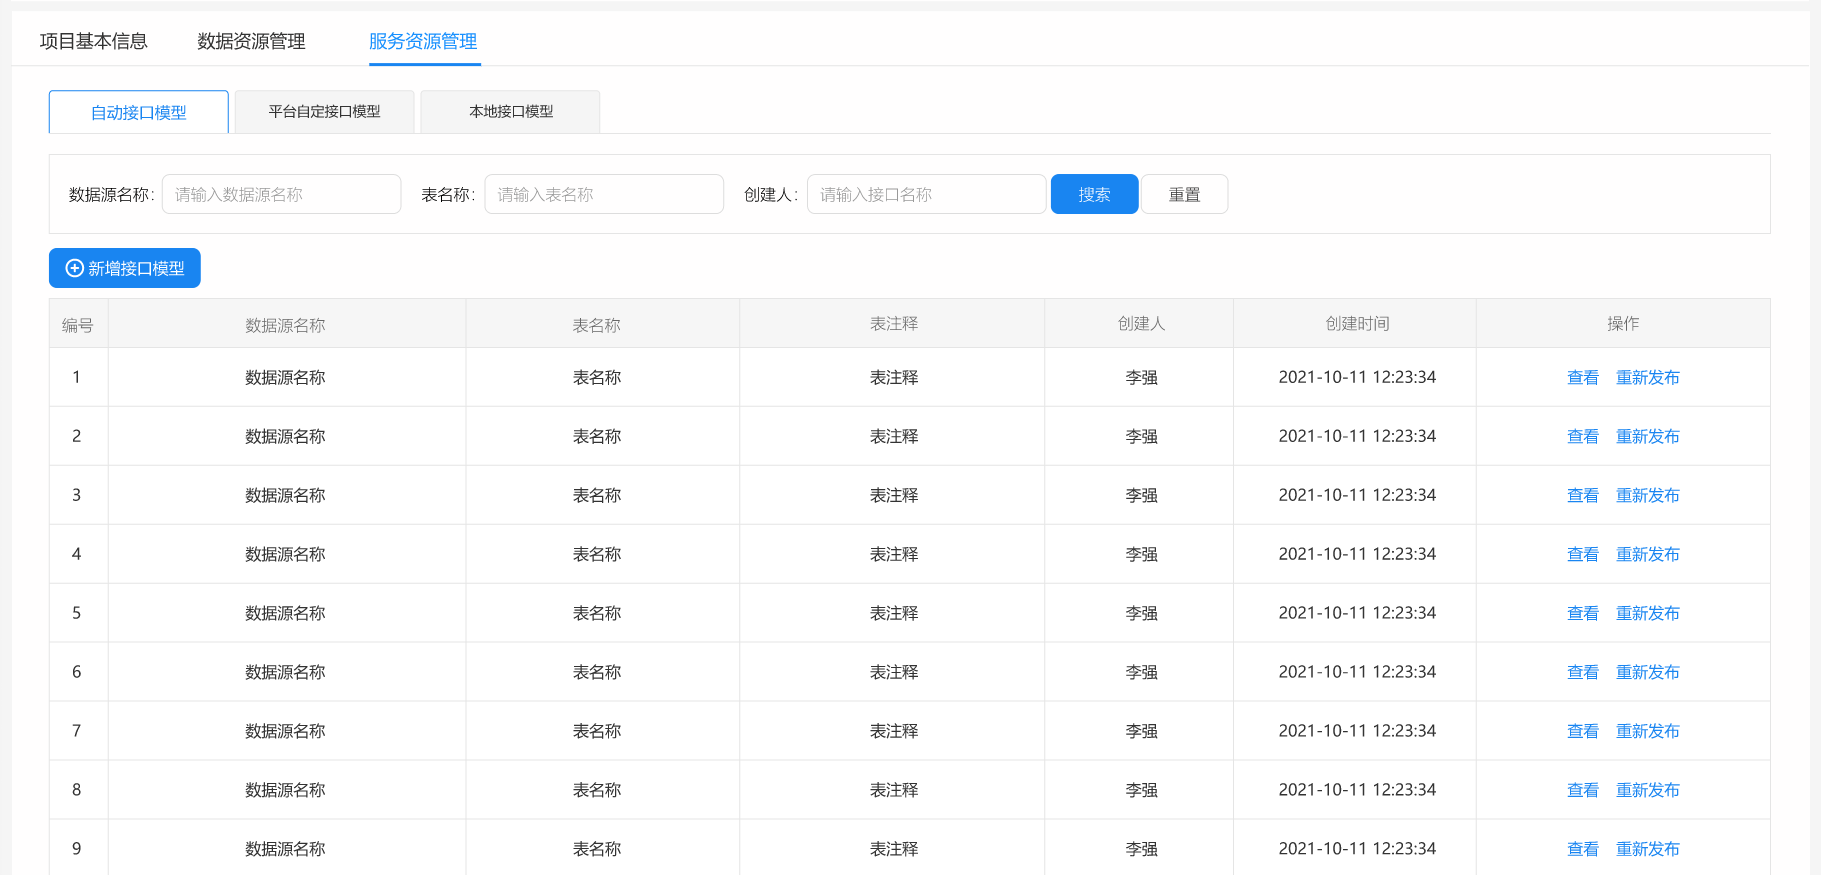 项目基本信息 数据资源管理 服务资源管理
自动接口模型 平台自定接口模型 本地接口模型
数据源名称: 请输入数据源名称 表名称: 请输入表名称 创建人: 请输入接口名称 搜索 重置
新增接口模型
编号 数据源名称 表名称 表注释 创建人 创建时间 操作
1 数据源名称 表名称 表注释 李强 2021-10-11 12:23:34 查看 重新发布
2 数据源名称 表名称 表注释 李强 2021-10-11 12:23:34 查看 重新发布
3 数据源名称 表名称 表注释 李强 2021-10-11 12:23:34 查看 重新发布
4 数据源名称 表名称 表注释 李强 2021-10-11 12:23:34 查看 重新发布
5 数据源名称 表名称 表注释 李强 2021-10-11 12:23:34 查看 重新发布
6 数据源名称 表名称 表注释 李强 2021-10-11 12:23:34 查看 重新发布
7 数据源名称 表名称 表注释 李强 2021-10-11 12:23:34 查看 重新发布
8 数据源名称 表名称 表注释 李强 2021-10-11 12:23:34 查看 重新发布
9 数据源名称 表名称 表注释 李强 2021-10-11 12:23:34 查看 重新发布